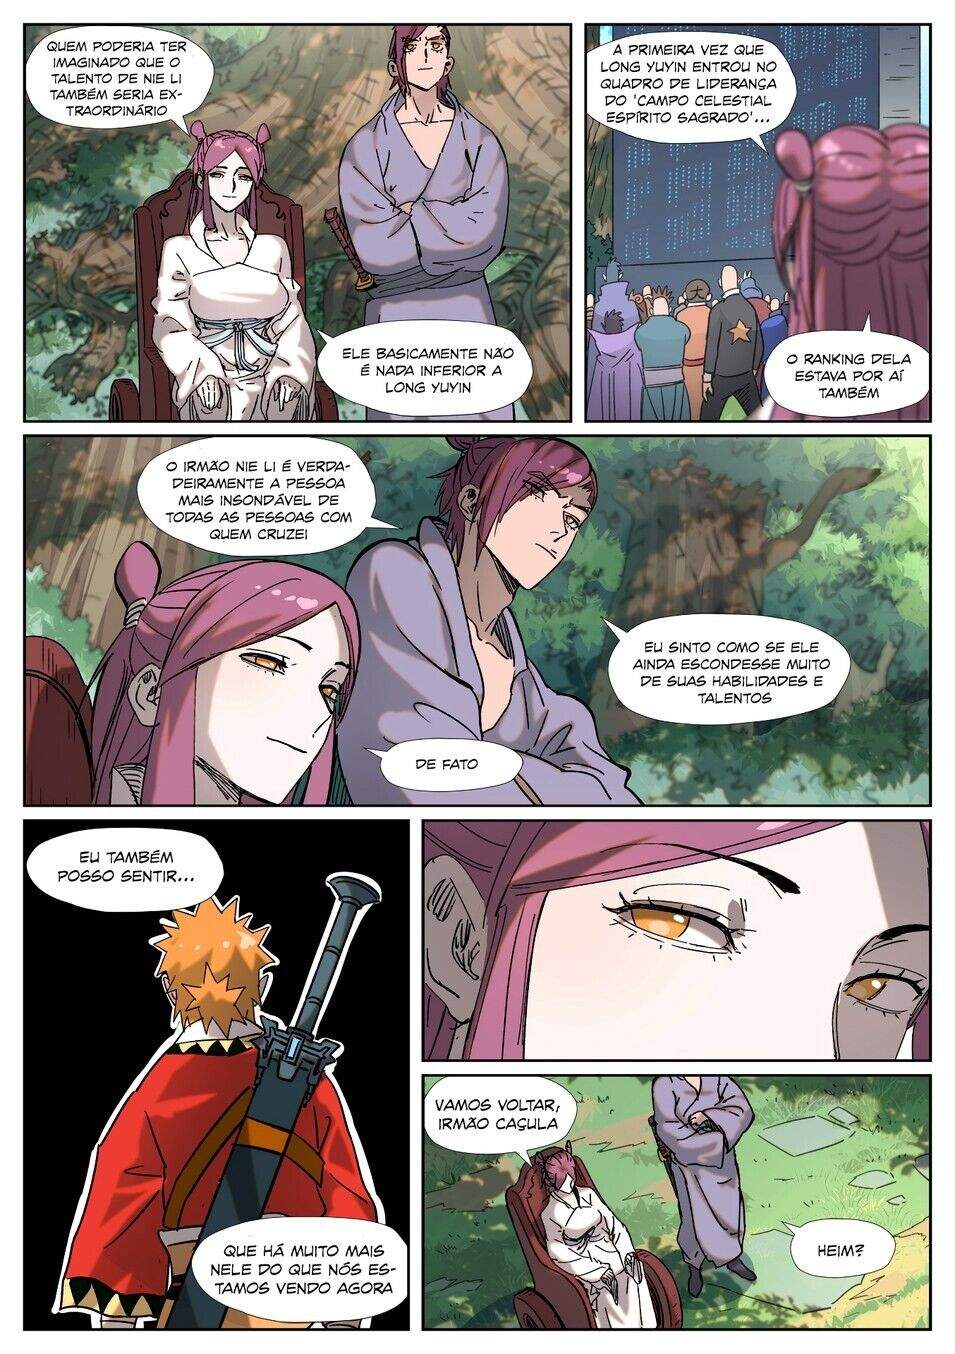 QUEM PODERIA TER
IMAGINADO QUE O
TALENTO DE NIE LI
TAMBÉM SERIA EX-
TRAORDINÁRIO
ELE BASICAMENTE NÃO
É NADA INFERIOR A
LONG YUYIN
A PRIMEIRA VEZ QUE
LONG YUYIN ENTROU NO
QUADRO DE LIDERANÇA
DO 'CAMPO CELESTIAL
ESPÍRITO SAGRADO'...
O RANKING DELA
ESTAVA POR AÍ
TAMBÉM
O IRMÃO NIE LI É VERDA-
DEIRAMENTE A PESSOA
MAIS INSONDÁVEL DE
TODAS AS PESSOAS COM
QUEM CRUZEI
EU SINTO COMO SE ELE
AINDA ESCONDESSE MUITO
DE SUAS HABILIDADES E
TALENTOS
DE FATO
EU TAMBÉM
POSSO SENTIR...
QUE HÁ MUITO MAIS
NELE DO QUE NÓS ES-
TAMOS VENDO AGORA
VAMOS VOLTAR,
IRMÃO CAÇULA
HEIM?